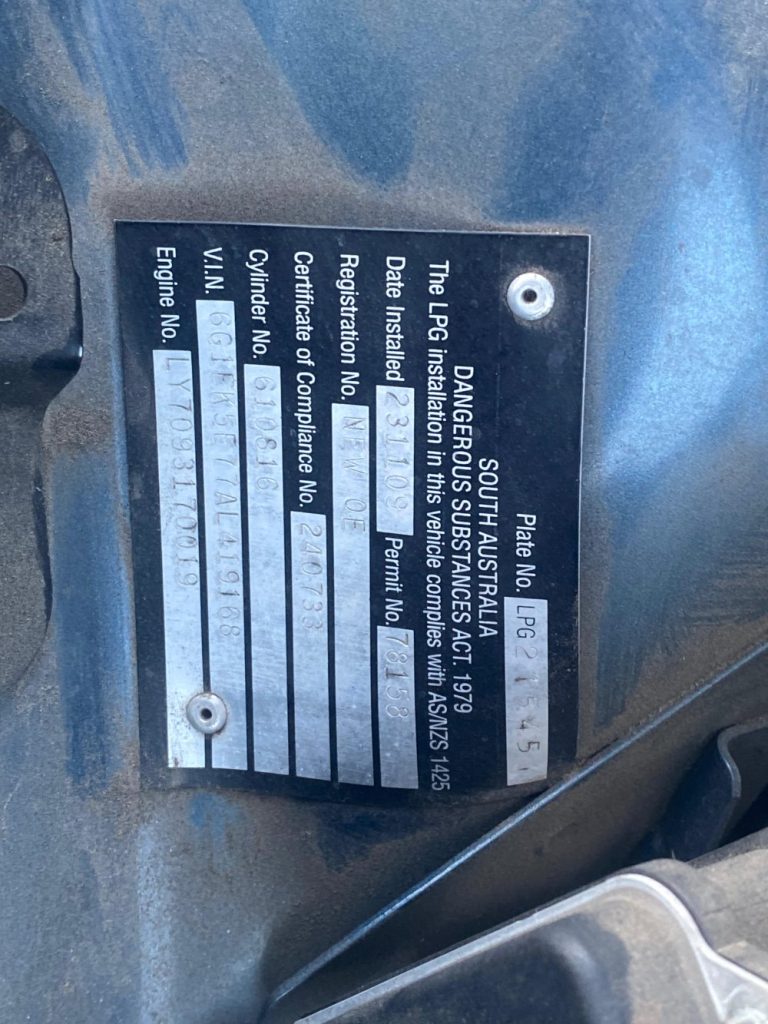 Plate No. LPG 215451
SOUTH AUSTRALIA
DANGEROUS SUBSTANCES ACT. 1979
The LPG installation in this vehicle complies with AS/NZS 1425
Date Installed 231109 Permit No. 78158
Registration No. NEW OE
Certificate of Compliance No. 240733
Cylinder No. 610816
V.I.N. 6G1EK5E77AL419168
Engine No. LY7093170019